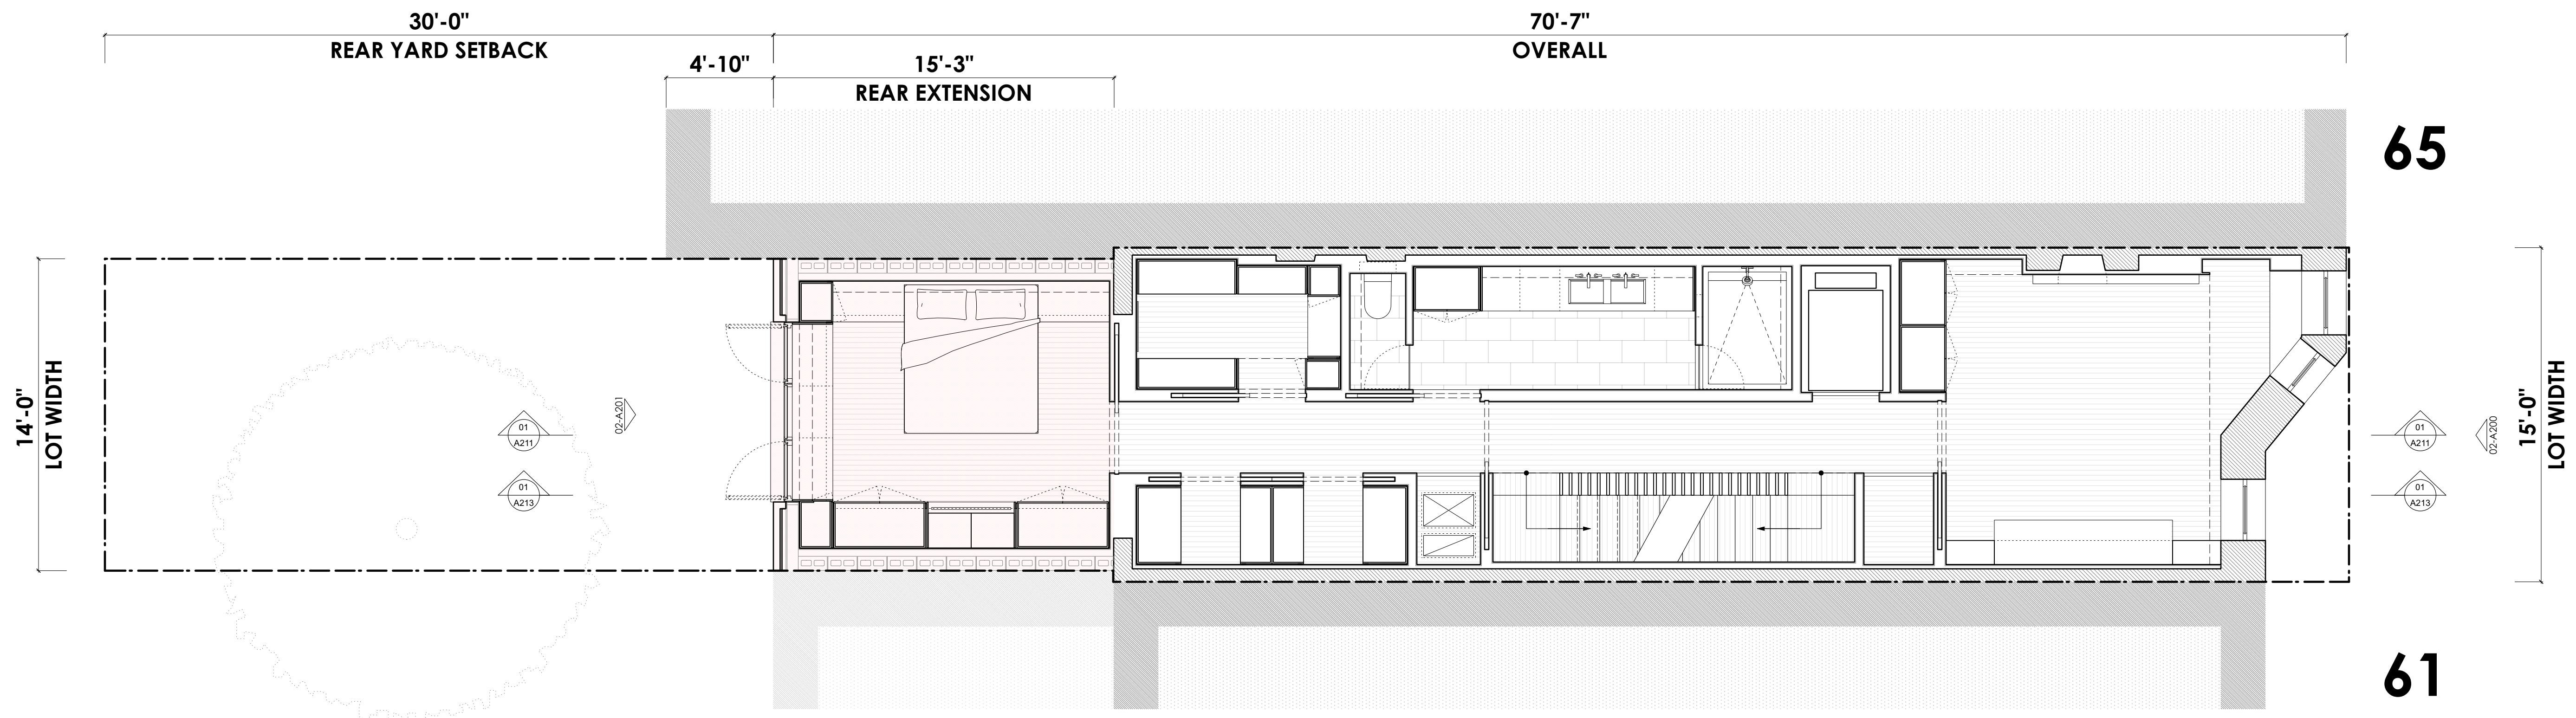 30'-0"
REAR YARD SETBACK
70'-7"
OVERALL
4'-10"
15'-3"
REAR EXTENSION
65
14'-0"
LOT WIDTH
01
A211
01
A213
02-A201
01
A211
01
A213
02-A200
15'-0"
LOT WIDTH
61